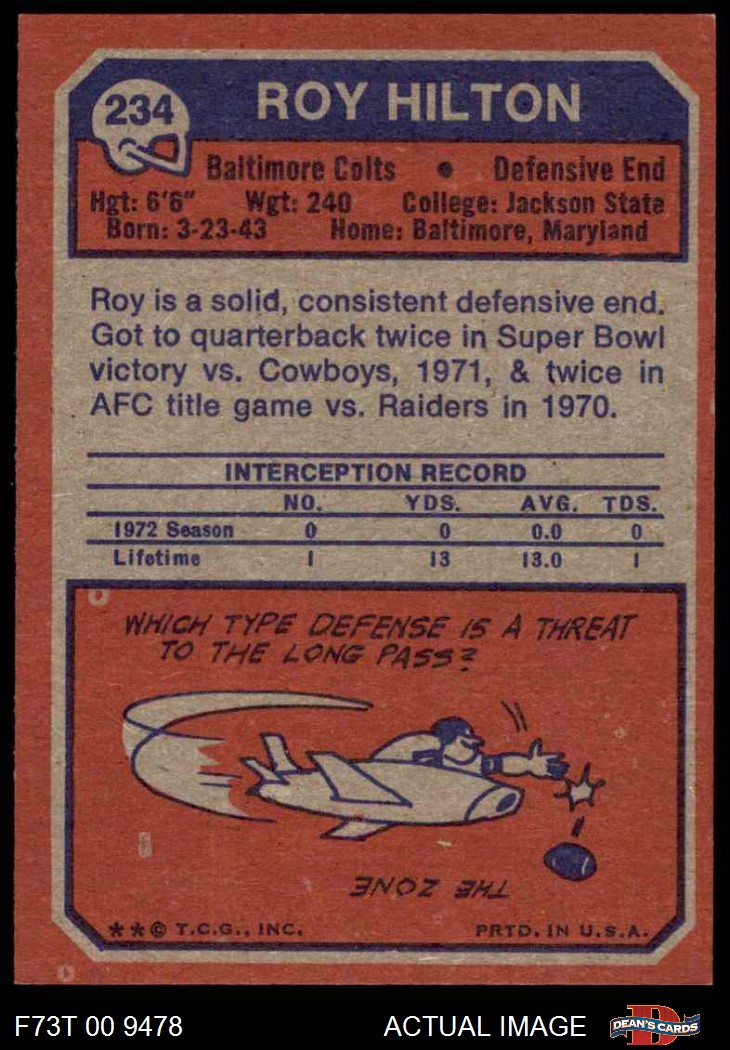 234
ROY HILTON
Baltimore Colts • Defensive End
Hgt: 6'6" Wgt: 240 College: Jackson State
Born: 3-23-43 Home: Baltimore, Maryland
Roy is a solid, consistent defensive end.
Got to quarterback twice in Super Bowl
victory vs. Cowboys, 1971, & twice in
AFC title game vs. Raiders in 1970.
INTERCEPTION RECORD
NO. YDS. AVG. TDS.
1972 Season 0 0 0.0 0
Lifetime 1 13 13.0 1
WHICH TYPE DEFENSE IS A THREAT
TO THE LONG PASS?
THE ZONE
**© T.C.G., INC. PRTD. IN U.S.A.
F73T 00 9478 ACTUAL IMAGE D DEAN'S CARDS